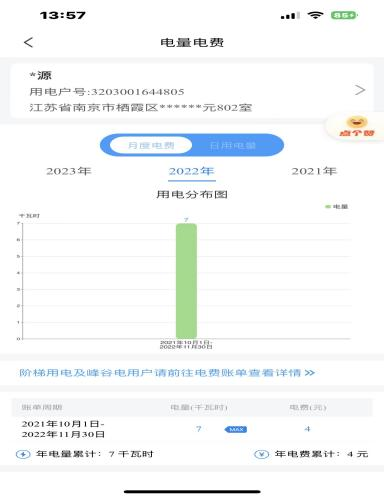 13:57
85+
电量电费
*源
用电户号:3203001644805
江苏省南京市栖霞区******元802室
点个赞
月度电费 日用电量
2023年 2022年 2021年
用电分布图
电量
千瓦时
7
7
6
5
4
3
2
1
0
2021年10月1日-
2022年11月30日
阶梯用电及峰谷电用户请前往电费账单查看详情
账单周期 电量(千瓦时) 电费(元)
2021年10月1日-
2022年11月30日
7 MAX 4
年电量累计：7 千瓦时 年电费累计：4 元